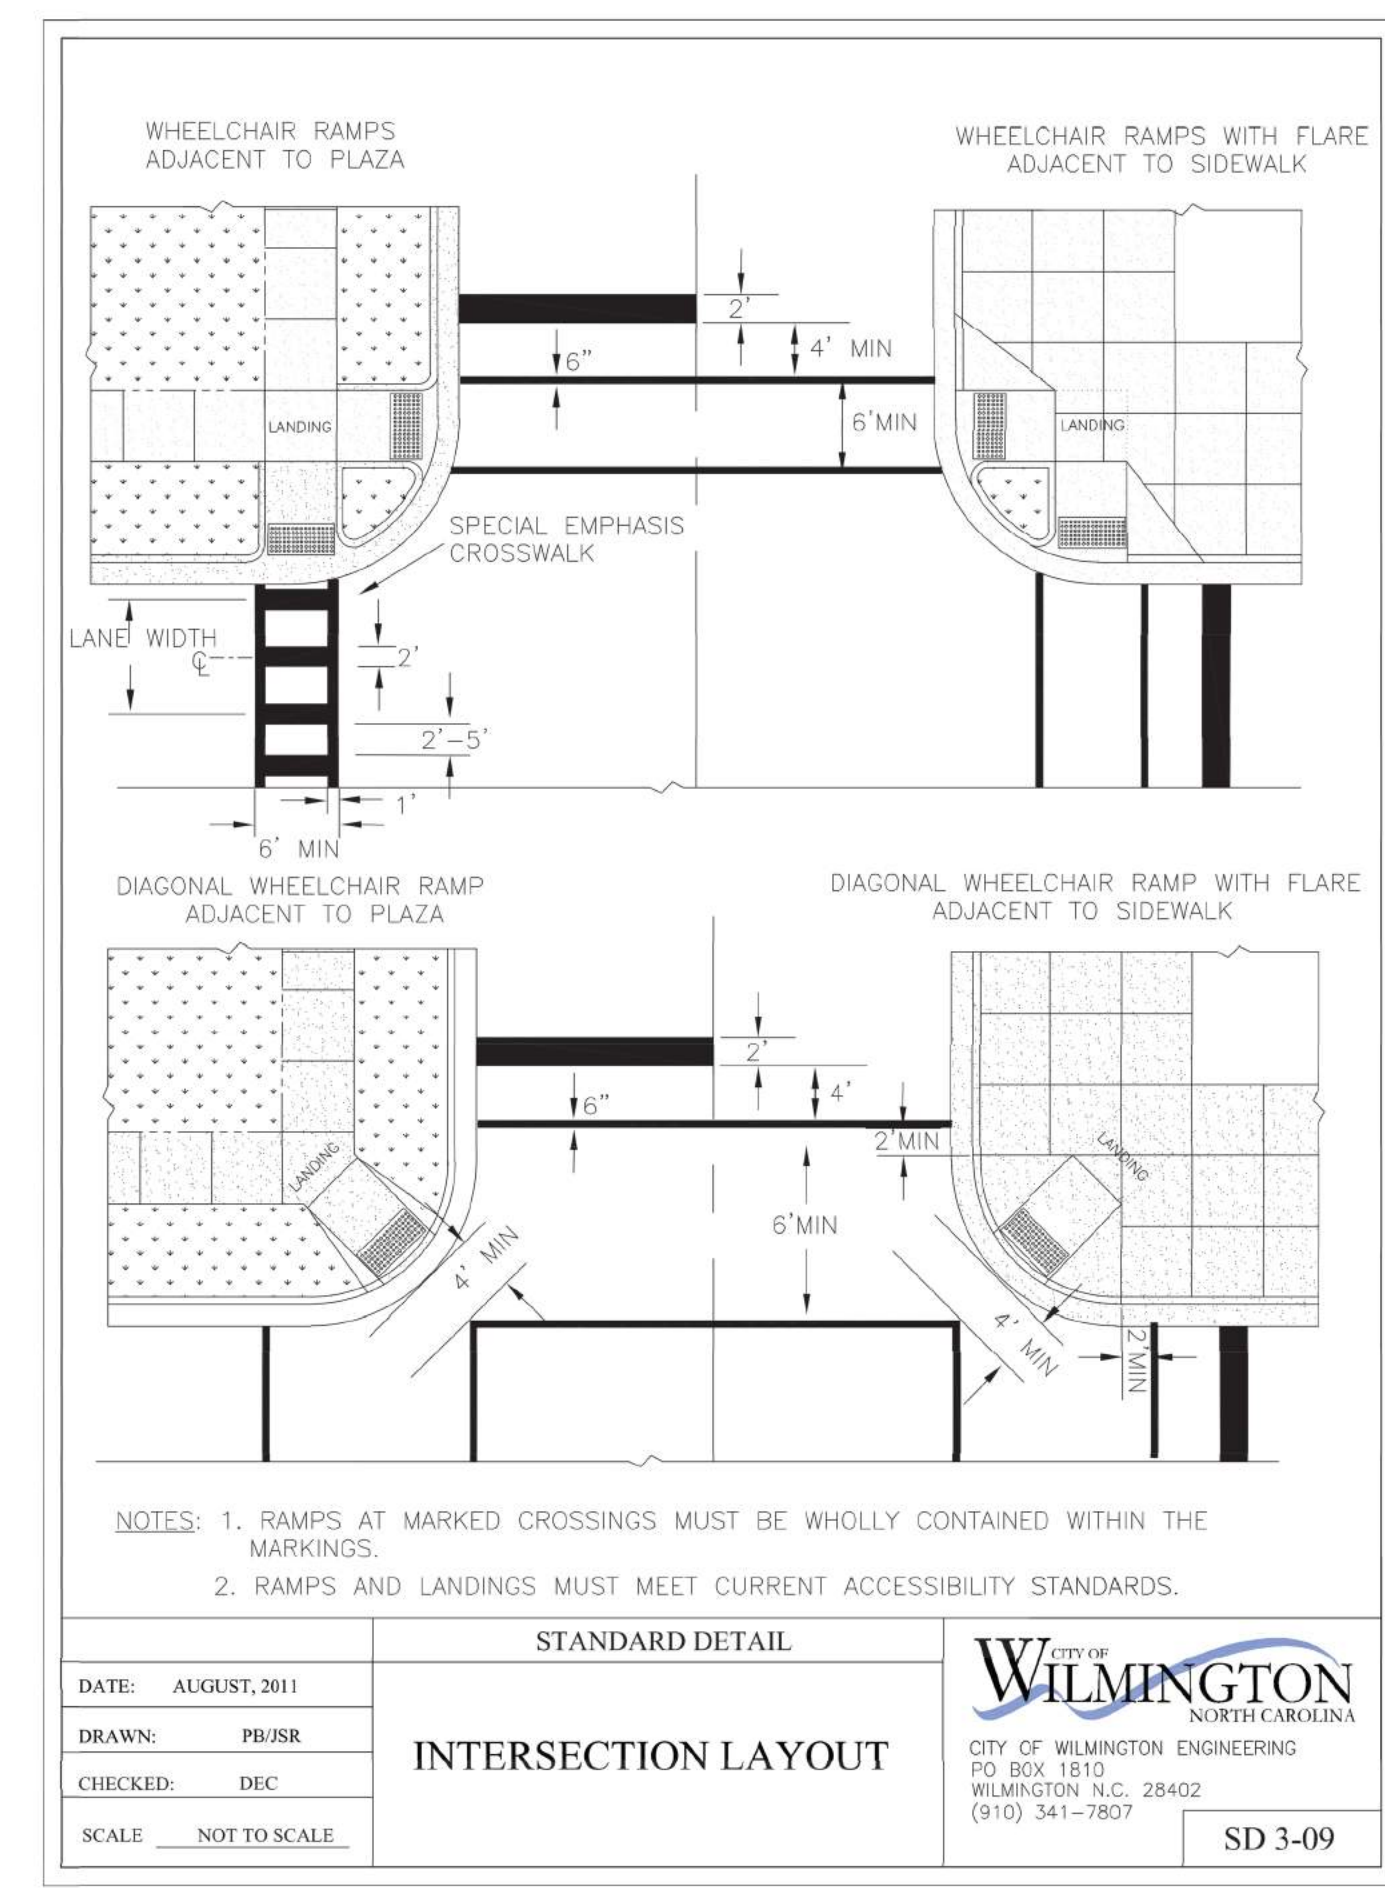 WHEELCHAIR RAMPS
ADJACENT TO PLAZA
WHEELCHAIR RAMPS WITH FLARE
ADJACENT TO SIDEWALK
2'
4' MIN
6"
6'MIN
LANDING
LANDING
SPECIAL EMPHASIS
CROSSWALK
LANE WIDTH
℄
2'
2'-5'
1'
6' MIN
DIAGONAL WHEELCHAIR RAMP
ADJACENT TO PLAZA
DIAGONAL WHEELCHAIR RAMP WITH FLARE
ADJACENT TO SIDEWALK
2'
4'
6"
2'MIN
LANDING
LANDING
6'MIN
4' MIN
4' MIN
2'MIN
NOTES: 1. RAMPS AT MARKED CROSSINGS MUST BE WHOLLY CONTAINED WITHIN THE
MARKINGS.
2. RAMPS AND LANDINGS MUST MEET CURRENT ACCESSIBILITY STANDARDS.
STANDARD DETAIL
INTERSECTION LAYOUT
DATE: AUGUST, 2011
DRAWN: PB/JSR
CHECKED: DEC
SCALE NOT TO SCALE
CITY OF
WILMINGTON
NORTH CAROLINA
CITY OF WILMINGTON ENGINEERING
PO BOX 1810
WILMINGTON N.C. 28402
(910) 341-7807
SD 3-09